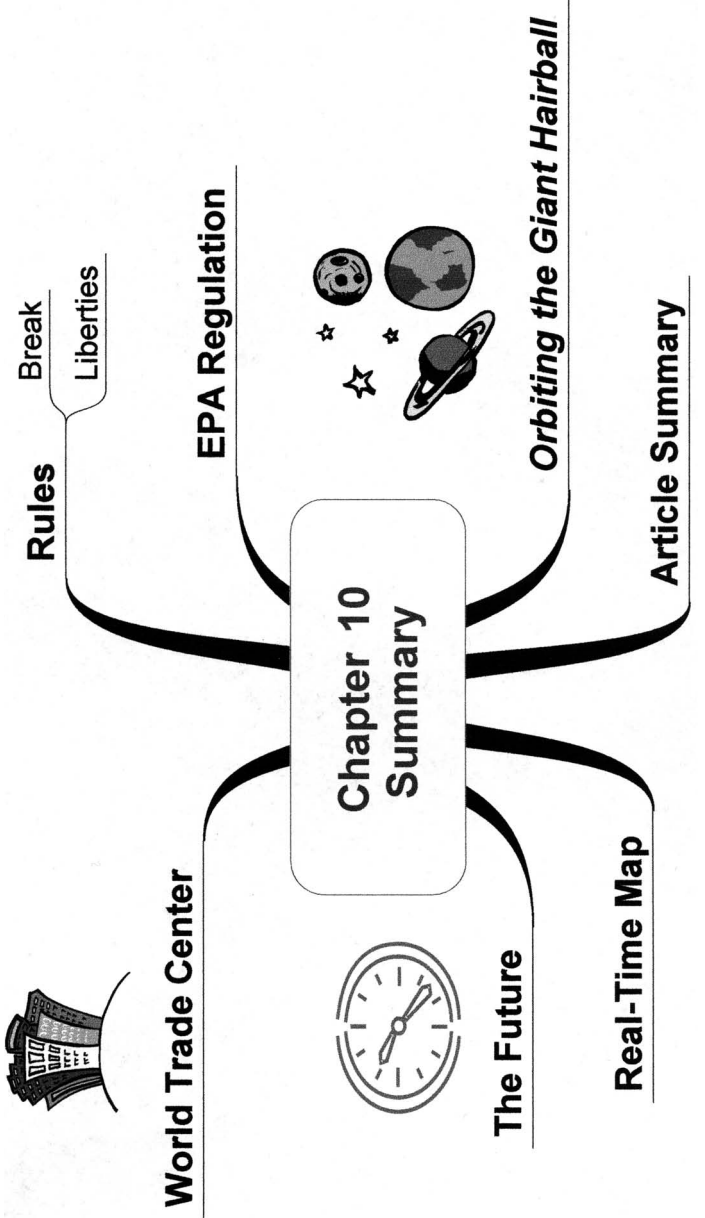 Rules
Break
Liberties
EPA Regulation
Orbiting the Giant Hairball
Article Summary
Chapter 10
Summary
World Trade Center
The Future
Real-Time Map